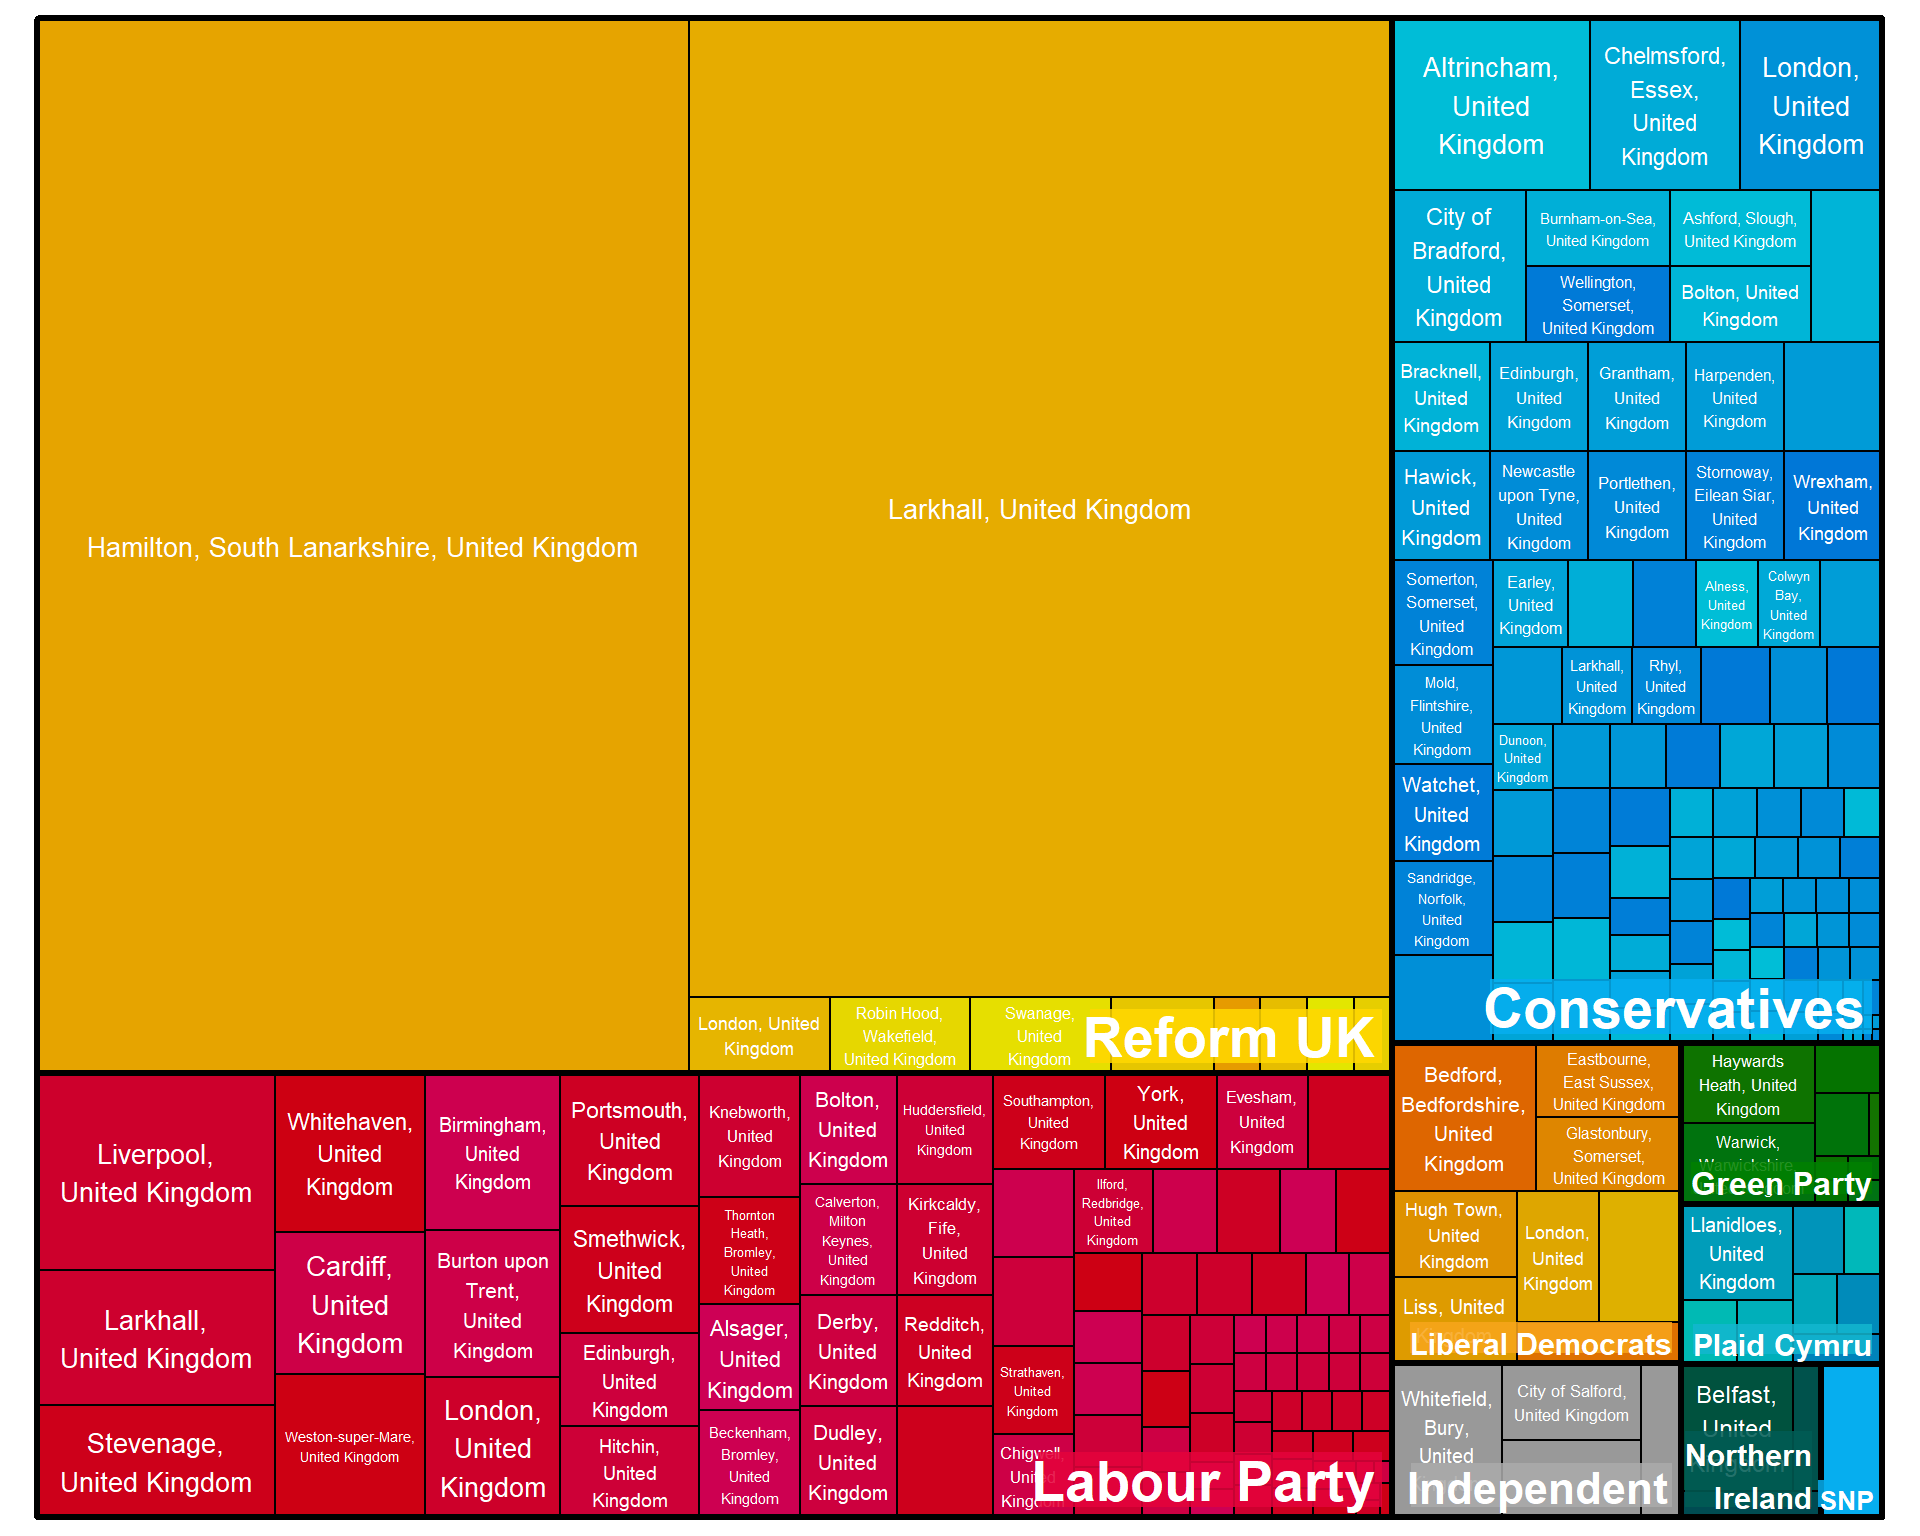 Hamilton, South Lanarkshire, United Kingdom
Larkhall, United Kingdom
London, United
Kingdom
Robin Hood,
Wakefield,
United Kingdom
Swanage,
United
Kingdom
Reform UK
Liverpool,
United Kingdom
Larkhall,
United Kingdom
Stevenage,
United Kingdom
Whitehaven,
United
Kingdom
Cardiff,
United
Kingdom
Weston-super-Mare,
United Kingdom
Birmingham,
United
Kingdom
Burton upon
Trent,
United
Kingdom
London,
United
Kingdom
Portsmouth,
United
Kingdom
Smethwick,
United
Kingdom
Edinburgh,
United
Kingdom
Hitchin,
United
Kingdom
Knebworth,
United
Kingdom
Thornton
Heath,
Bromley,
United
Kingdom
Alsager,
United
Kingdom
Beckenham,
Bromley,
United
Kingdom
Bolton,
United
Kingdom
Calverton,
Milton
Keynes,
United
Kingdom
Derby,
United
Kingdom
Dudley,
United
Kingdom
Huddersfield,
United
Kingdom
Kirkcaldy,
Fife,
United
Kingdom
Redditch,
United
Kingdom
Southampton,
United
Kingdom
York,
United
Kingdom
Evesham,
United
Kingdom
Ilford,
Redbridge,
United
Kingdom
Strathaven,
United
Kingdom
Chigwell,
United
Kingdom
Labour Party
Altrincham,
United
Kingdom
Chelmsford,
Essex,
United
Kingdom
London,
United
Kingdom
City of
Bradford,
United
Kingdom
Burnham-on-Sea,
United Kingdom
Ashford, Slough,
United Kingdom
Wellington,
Somerset,
United Kingdom
Bolton, United
Kingdom
Bracknell,
United
Kingdom
Edinburgh,
United
Kingdom
Grantham,
United
Kingdom
Harpenden,
United
Kingdom
Hawick,
United
Kingdom
Newcastle
upon Tyne,
United
Kingdom
Portlethen,
United
Kingdom
Stornoway,
Eilean Siar,
United
Kingdom
Wrexham,
United
Kingdom
Somerton,
Somerset,
United
Kingdom
Earley,
United
Kingdom
Alness,
United
Kingdom
Colwyn
Bay,
United
Kingdom
Mold,
Flintshire,
United
Kingdom
Larkhall,
United
Kingdom
Rhyl,
United
Kingdom
Dunoon,
United
Kingdom
Watchet,
United
Kingdom
Sandridge,
Norfolk,
United
Kingdom
Conservatives
Bedford,
Bedfordshire,
United
Kingdom
Eastbourne,
East Sussex,
United Kingdom
Glastonbury,
Somerset,
United Kingdom
Hugh Town,
United
Kingdom
London,
United
Kingdom
Liss, United
Kingdom
Liberal Democrats
Haywards
Heath, United
Kingdom
Warwick,
Warwickshire,
Green Party
Llanidloes,
United
Kingdom
Plaid Cymru
Whitefield,
Bury,
United
City of Salford,
United Kingdom
Independent
Belfast,
United
Kingdom
Northern
Ireland
SNP